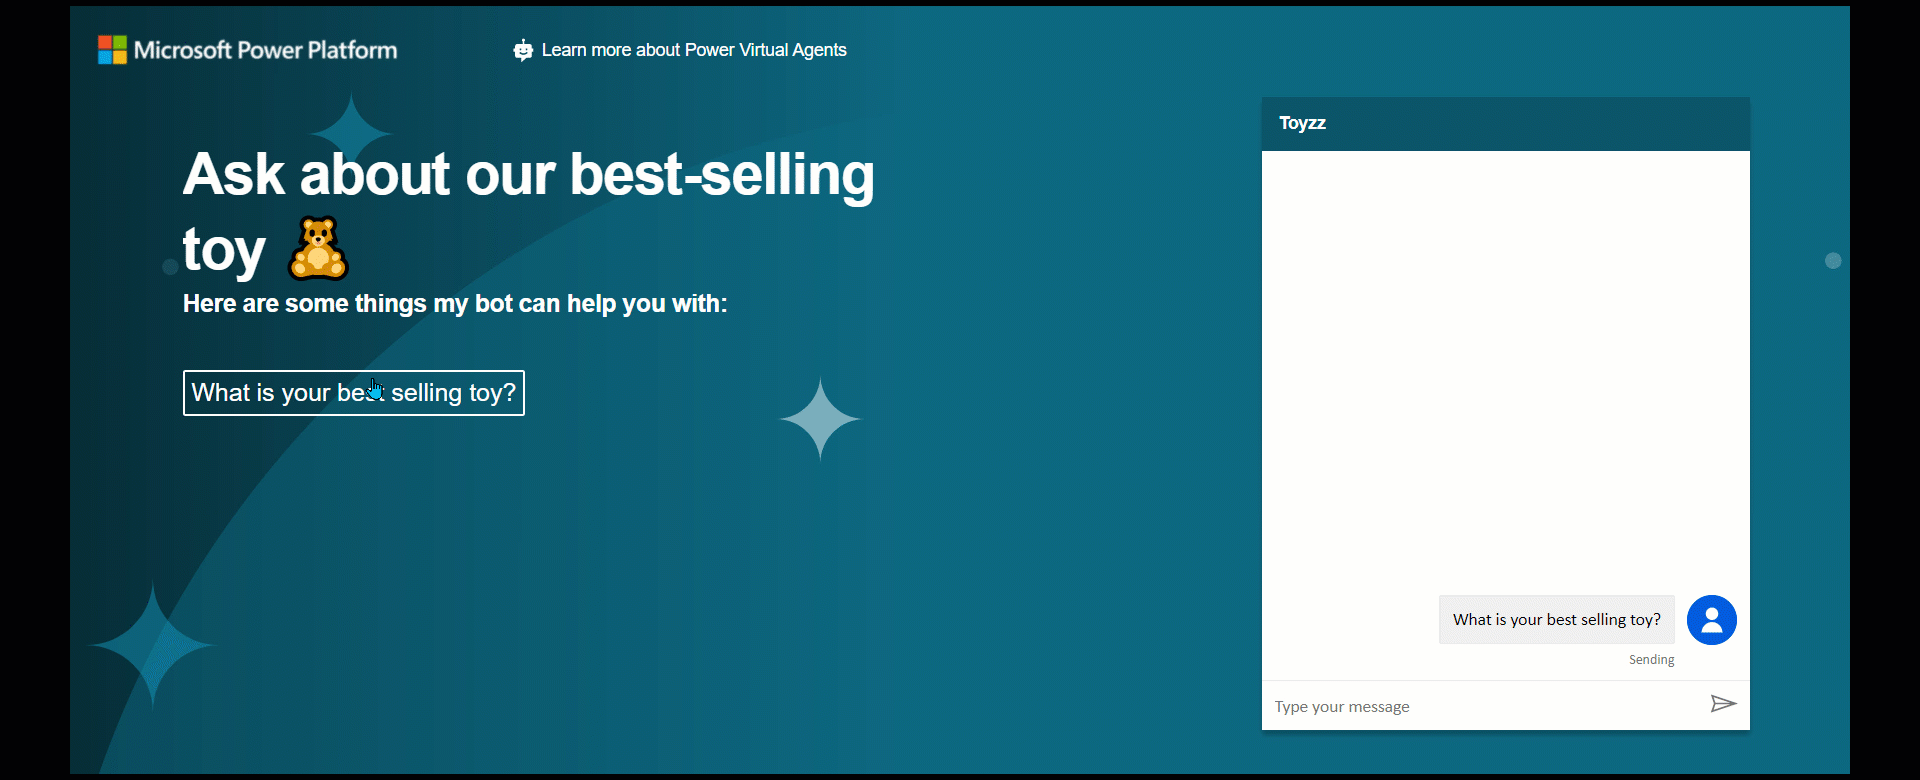 Microsoft Power Platform
Learn more about Power Virtual Agents
Ask about our best-selling
toy
Here are some things my bot can help you with:
What is your best selling toy?
Toyzz
What is your best selling toy?
Sending
Type your message